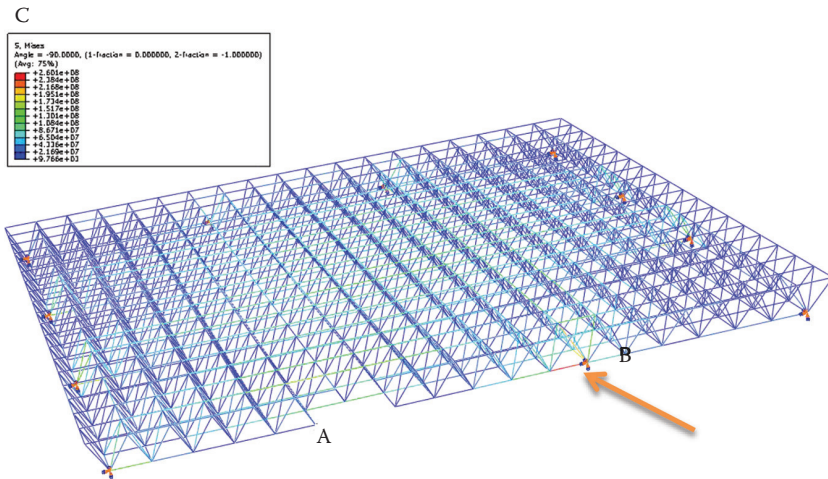 C
S, Mises
Angle = -90.0000, (1-fraction = 0.000000, 2-fraction = -1.000000)
(Avg: 75%)
+2.601e+08
+2.384e+08
+2.168e+08
+1.951e+08
+1.734e+08
+1.517e+08
+1.301e+08
+1.084e+08
+8.671e+07
+6.504e+07
+4.336e+07
+2.169e+07
+9.766e+03
B
A